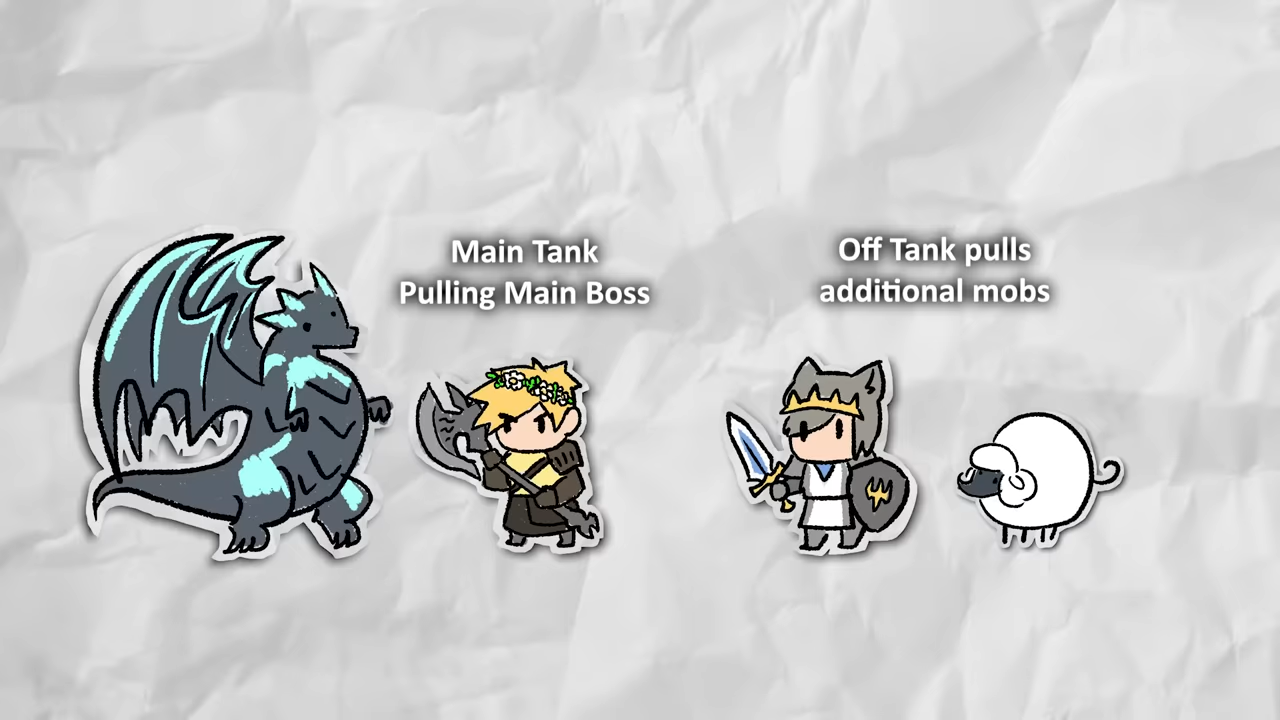 Main Tank
Pulling Main Boss
Off Tank pulls
additional mobs